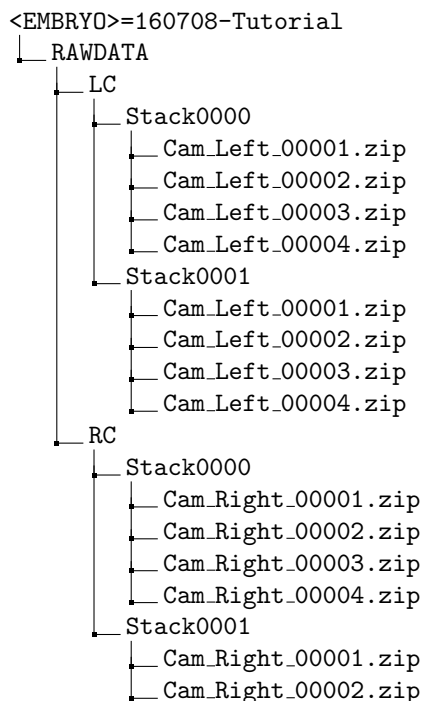 <EMBRYO>=160708-Tutorial
RAWDATA
LC
Stack0000
Cam_Left_00001.zip
Cam_Left_00002.zip
Cam_Left_00003.zip
Cam_Left_00004.zip
Stack0001
Cam_Left_00001.zip
Cam_Left_00002.zip
Cam_Left_00003.zip
Cam_Left_00004.zip
RC
Stack0000
Cam_Right_00001.zip
Cam_Right_00002.zip
Cam_Right_00003.zip
Cam_Right_00004.zip
Stack0001
Cam_Right_00001.zip
Cam_Right_00002.zip